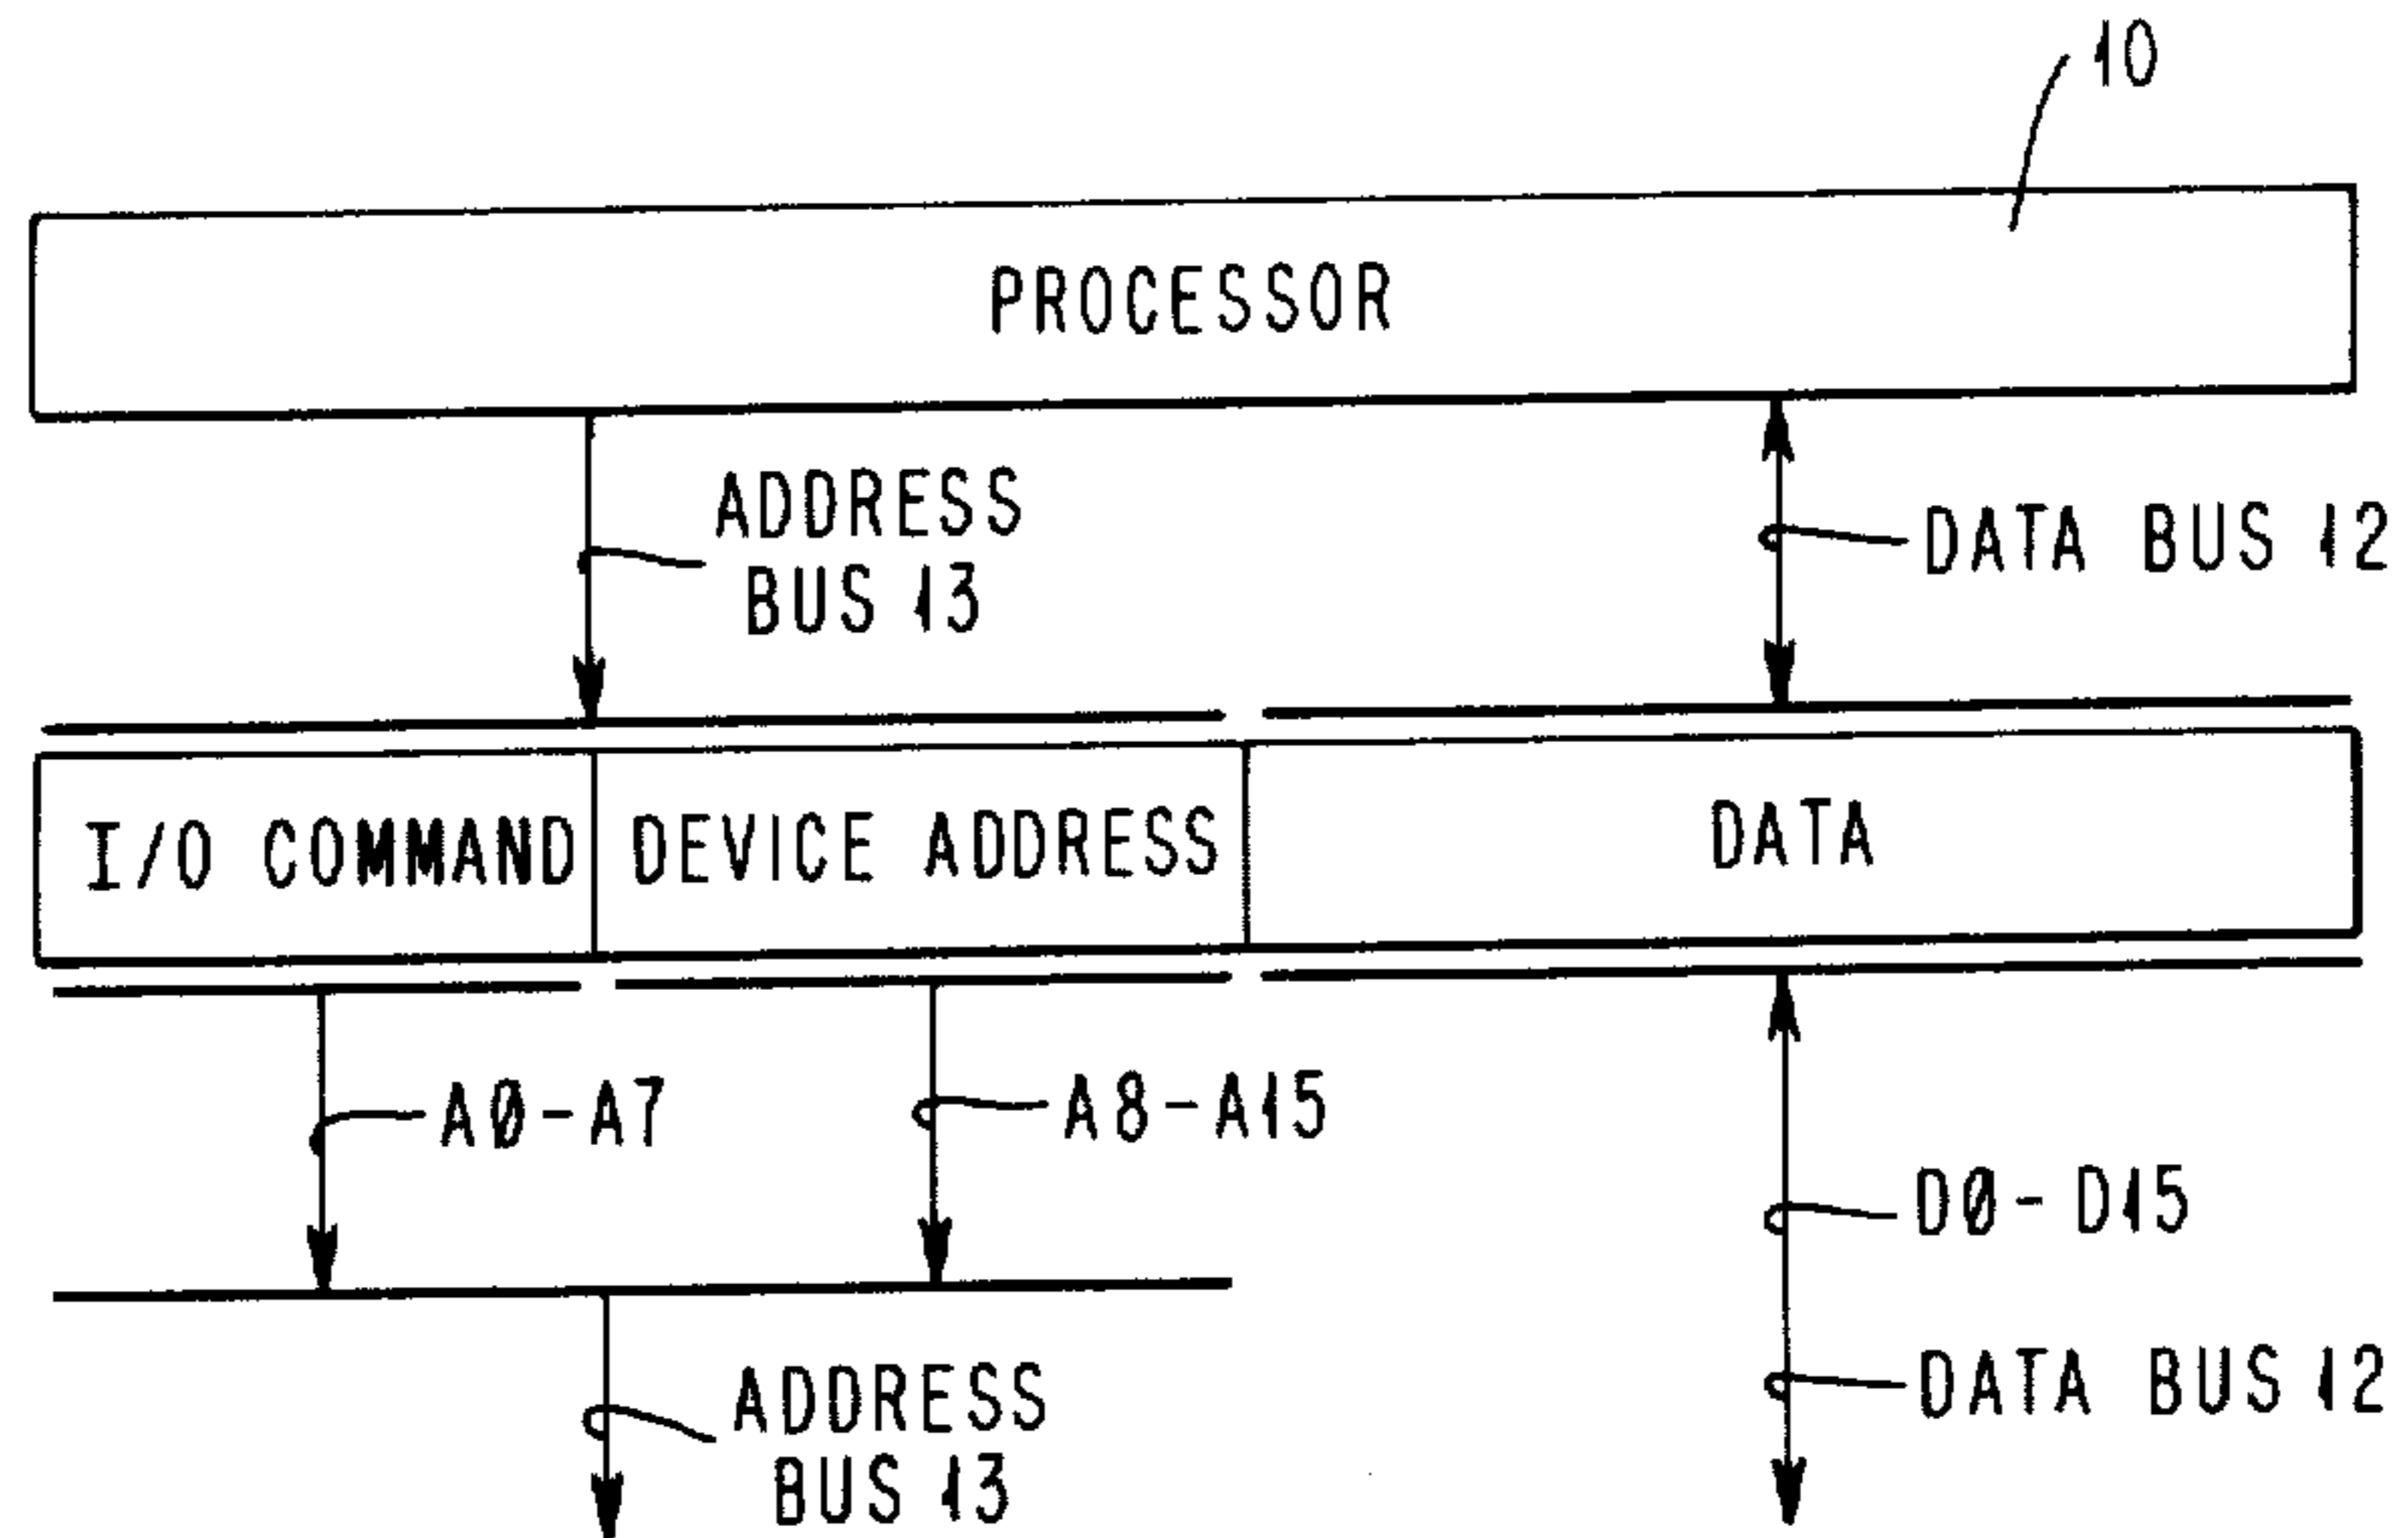 10
PROCESSOR
ADDRESS
BUS 13
DATA BUS 12
I/O COMMAND
DEVICE ADDRESS
DATA
A0-A7
A8-A15
D0-D15
ADDRESS
BUS 13
DATA BUS 12